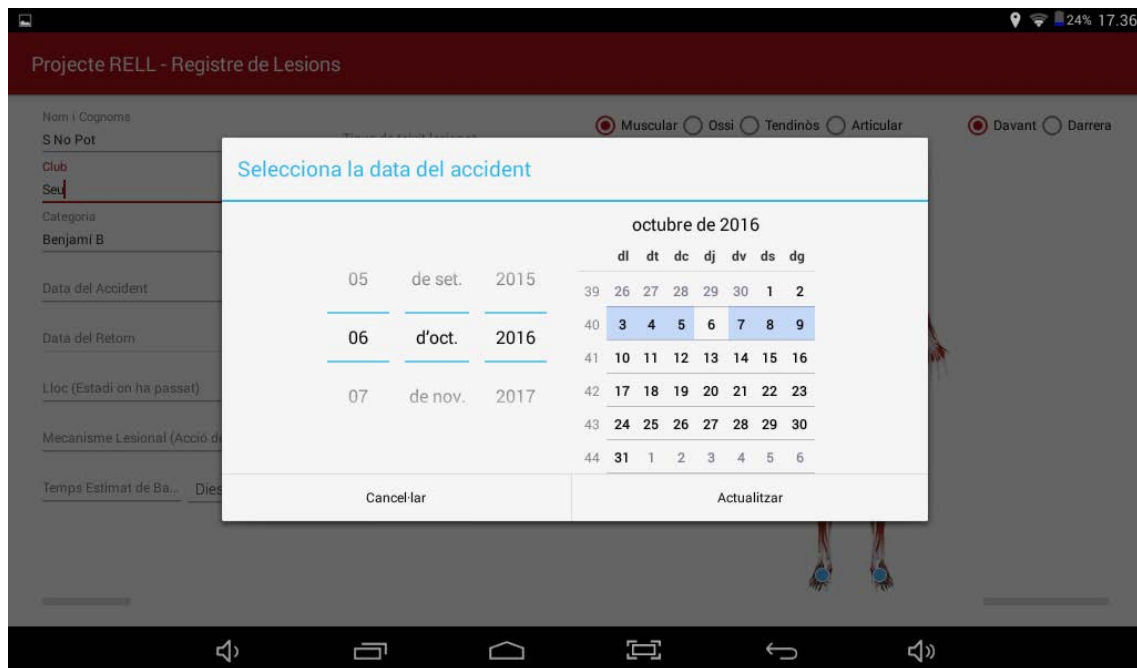 24% 17.36
Projecte RELL - Registre de Lesions
Nom i Cognoms
S No Pot
Muscular Ossi Tendinòs Articular
Davant Darrera
Club
Seu
Categoria
Benjamí B
Data del Accident
Data del Retorn
Lloc (Estadi on ha passat)
Mecanisme Lesional (Acció de
Temps Estimat de Ba... Dies
Selecciona la data del accident
05 de set. 2015
06 d'oct. 2016
07 de nov. 2017
octubre de 2016
dl dt dc dj dv ds dg
39 26 27 28 29 30 1 2
40 3 4 5 6 7 8 9
41 10 11 12 13 14 15 16
42 17 18 19 20 21 22 23
43 24 25 26 27 28 29 30
44 31 1 2 3 4 5 6
Cancel·lar
Actualitzar